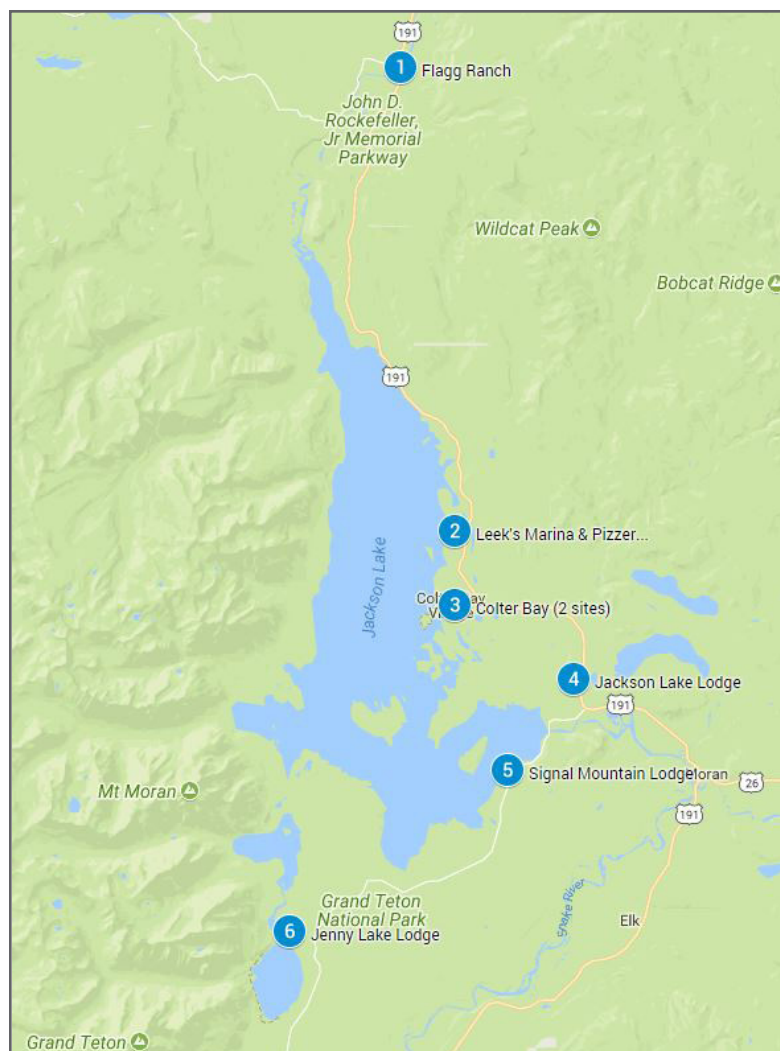 191
1
Flagg Ranch
John D.
Rockefeller,
Jr Memorial
Parkway
Wildcat Peak
Bobcat Ridge
191
2
Leek's Marina & Pizzer...
Jackson Lake
3
Colter Bay (2 sites)
4
Jackson Lake Lodge
191
5
Signal Mountain Lodge
26
Mt Moran
191
Grand Teton
National Park
Snake River
Elk
6
Jenny Lake Lodge
Grand Teton